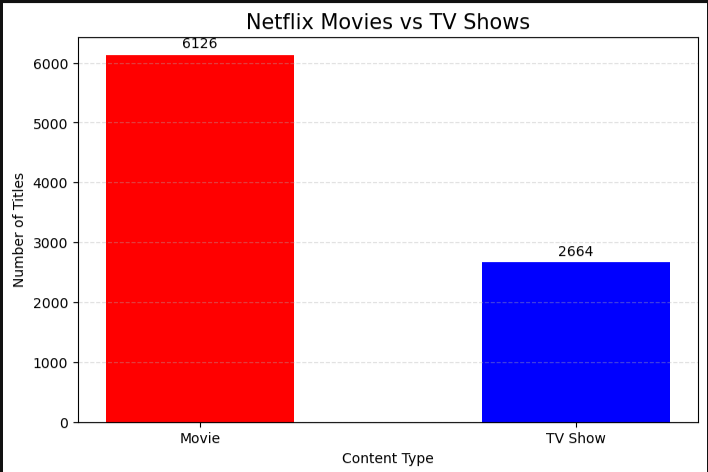 Netflix Movies vs TV Shows
6126
6000
5000
4000
3000
2664
2000
1000
0
Number of Titles
Movie
TV Show
Content Type